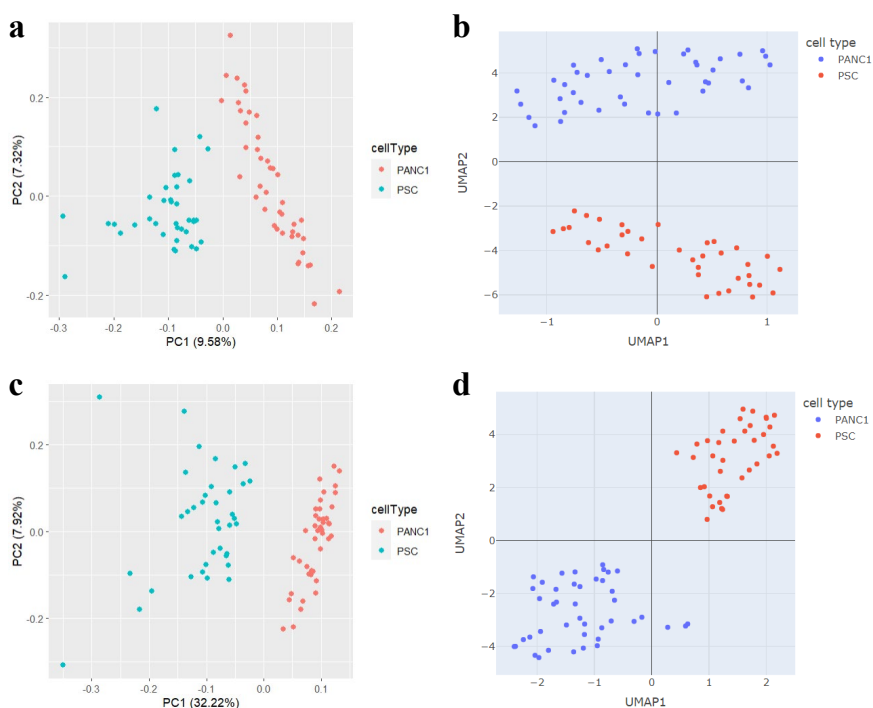 a
0.2
0.0
-0.2
PC2 (7.32%)
-0.3 -0.2 -0.1 0.0 0.1 0.2
PC1 (9.58%)
cellType
PANC1
PSC
b
4
2
0
−2
−4
−6
UMAP2
−1 0 1
UMAP1
cell type
PANC1
PSC
c
0.2
0.0
-0.2
PC2 (7.92%)
-0.3 -0.2 -0.1 0.0 0.1
PC1 (32.22%)
cellType
PANC1
PSC
d
4
2
0
−2
−4
UMAP2
−2 −1 0 1 2
UMAP1
cell type
PANC1
PSC